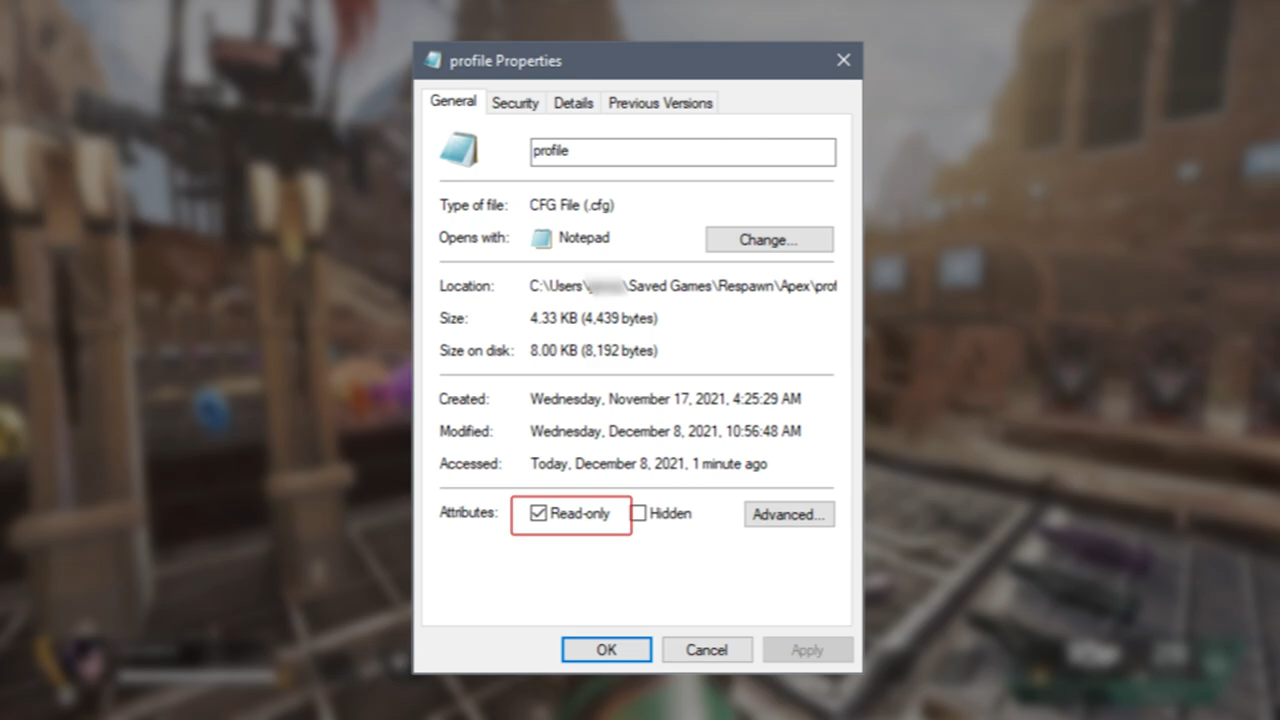 profile Properties
General Security Details Previous Versions
profile
Type of file: CFG File (.cfg)
Opens with: Notepad Change...
Location: C:\Users\ \Saved Games\Respawn\Apex\prof
Size: 4.33 KB (4,439 bytes)
Size on disk: 8.00 KB (8,192 bytes)
Created: Wednesday, November 17, 2021, 4:25:29 AM
Modified: Wednesday, December 8, 2021, 10:56:48 AM
Accessed: Today, December 8, 2021, 1 minute ago
Attributes: Read-only Hidden Advanced...
OK Cancel Apply